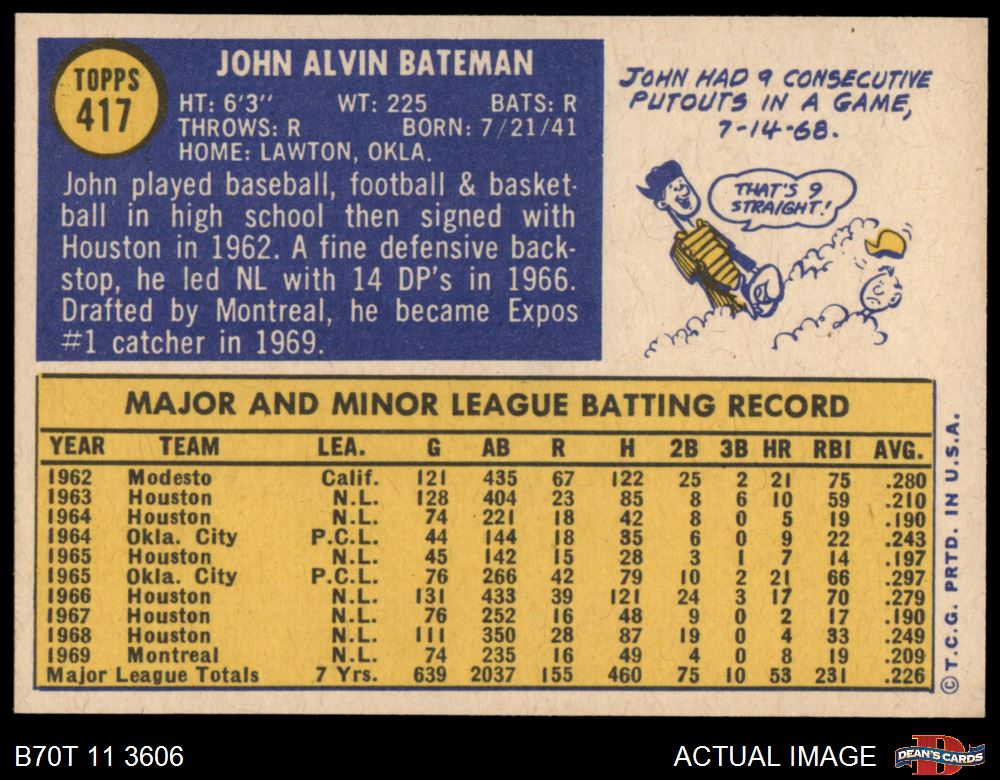 TOPPS
417
JOHN ALVIN BATEMAN
HT: 6'3" WT: 225 BATS: R
THROWS: R BORN: 7/21/41
HOME: LAWTON, OKLA.
John played baseball, football & basket-
ball in high school then signed with
Houston in 1962. A fine defensive back-
stop, he led NL with 14 DP's in 1966.
Drafted by Montreal, he became Expos
#1 catcher in 1969.
JOHN HAD 9 CONSECUTIVE
PUTOUTS IN A GAME,
7-14-68.
THAT'S 9
STRAIGHT!
MAJOR AND MINOR LEAGUE BATTING RECORD
YEAR TEAM LEA. G AB R H 2B 3B HR RBI AVG.
1962 Modesto Calif. 121 435 67 122 25 2 21 75 .280
1963 Houston N.L. 128 404 23 85 8 6 10 59 .210
1964 Houston N.L. 74 221 18 42 8 0 5 19 .190
1964 Okla. City P.C.L. 44 144 18 35 6 0 9 22 .243
1965 Houston N.L. 45 142 15 28 3 1 7 14 .197
1965 Okla. City P.C.L. 76 266 42 79 10 2 21 66 .297
1966 Houston N.L. 131 433 39 121 24 3 17 70 .279
1967 Houston N.L. 76 252 16 48 9 0 2 17 .190
1968 Houston N.L. 111 350 28 87 19 0 4 33 .249
1969 Montreal N.L. 74 235 16 49 4 0 8 19 .209
Major League Totals 7 Yrs. 639 2037 155 460 75 10 53 231 .226
© T.C.G. PRTD. IN U.S.A.
B70T 11 3606
ACTUAL IMAGE
D
DEAN'S CARDS